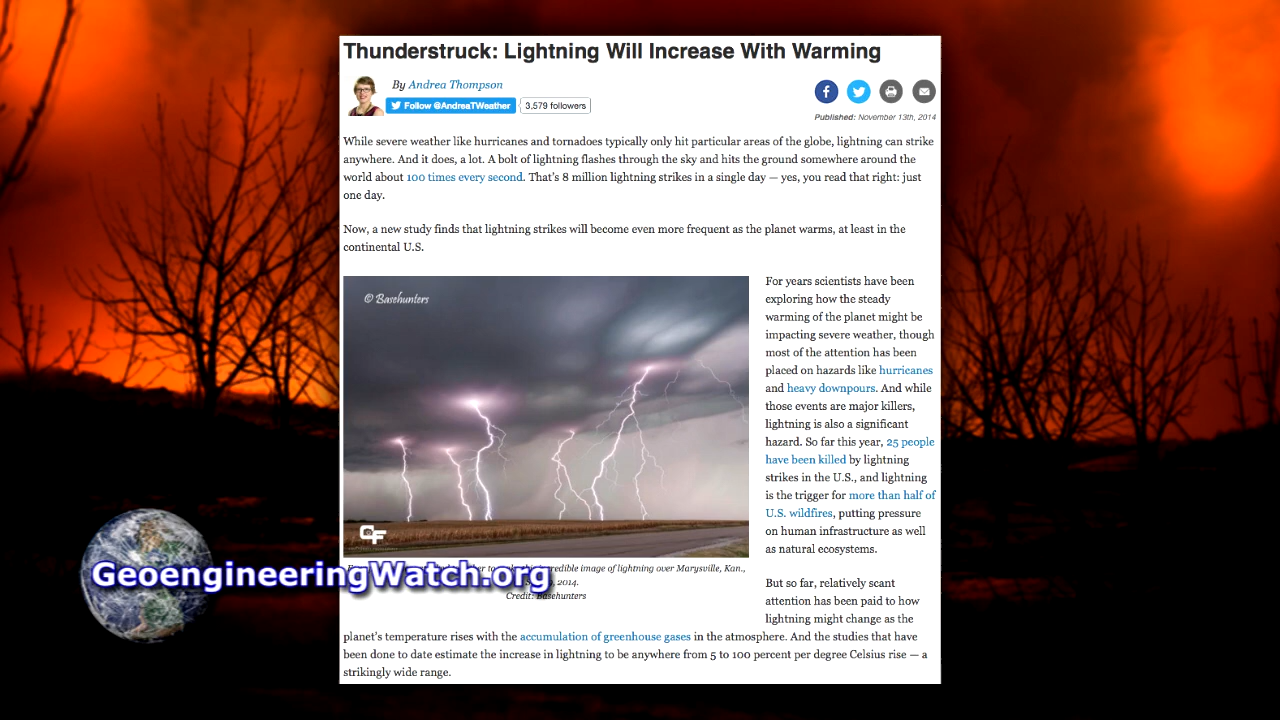 Thunderstruck: Lightning Will Increase With Warming
By Andrea Thompson
Follow @AndreaTWeather 3,579 followers
Published: November 13th, 2014
While severe weather like hurricanes and tornadoes typically only hit particular areas of the globe, lightning can strike
anywhere. And it does, a lot. A bolt of lightning flashes through the sky and hits the ground somewhere around the
world about 100 times every second. That's 8 million lightning strikes in a single day — yes, you read that right: just
one day.
Now, a new study finds that lightning strikes will become even more frequent as the planet warms, at least in the
continental U.S.
© Basehunters
For years scientists have been
exploring how the steady
warming of the planet might be
impacting severe weather, though
most of the attention has been
placed on hazards like hurricanes
and heavy downpours. And while
those events are major killers,
lightning is also a significant
hazard. So far this year, 25 people
have been killed by lightning
strikes in the U.S., and lightning
is the trigger for more than half of
U.S. wildfires, putting pressure
on human infrastructure as well
as natural ecosystems.
GeoengineeringWatch.org
image of lightning over Marysville, Kan.,
2014.
Credit: Basehunters
But so far, relatively scant
attention has been paid to how
lightning might change as the
planet's temperature rises with the accumulation of greenhouse gases in the atmosphere. And the studies that have
been done to date estimate the increase in lightning to be anywhere from 5 to 100 percent per degree Celsius rise — a
strikingly wide range.